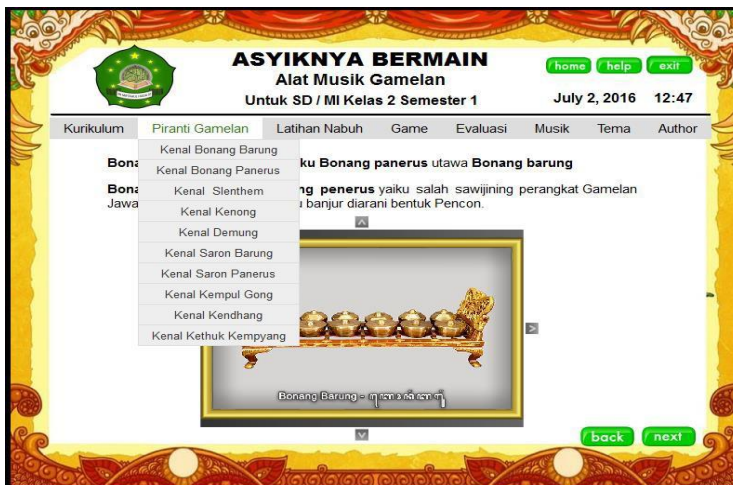 ASYIKNYA BERMAIN
Alat Musik Gamelan
Untuk SD / MI Kelas 2 Semester 1
home help exit
July 2, 2016 12:47
Kurikulum Piranti Gamelan Latihan Nabuh Game Evaluasi Musik Tema Author
Kenal Bonang Barung
Kenal Bonang Panerus
Kenal Slenthem
Kenal Kenong
Kenal Demung
Kenal Saron Barung
Kenal Saron Panerus
Kenal Kempul Gong
Kenal Kendhang
Kenal Kethuk Kempyang
Bonang panerus utawa Bonang barung
penerus yaiku salah sawijining perangkat Gamelan
Jawa banjur diarani bentuk Pencon.
Bonang Barung -
back next